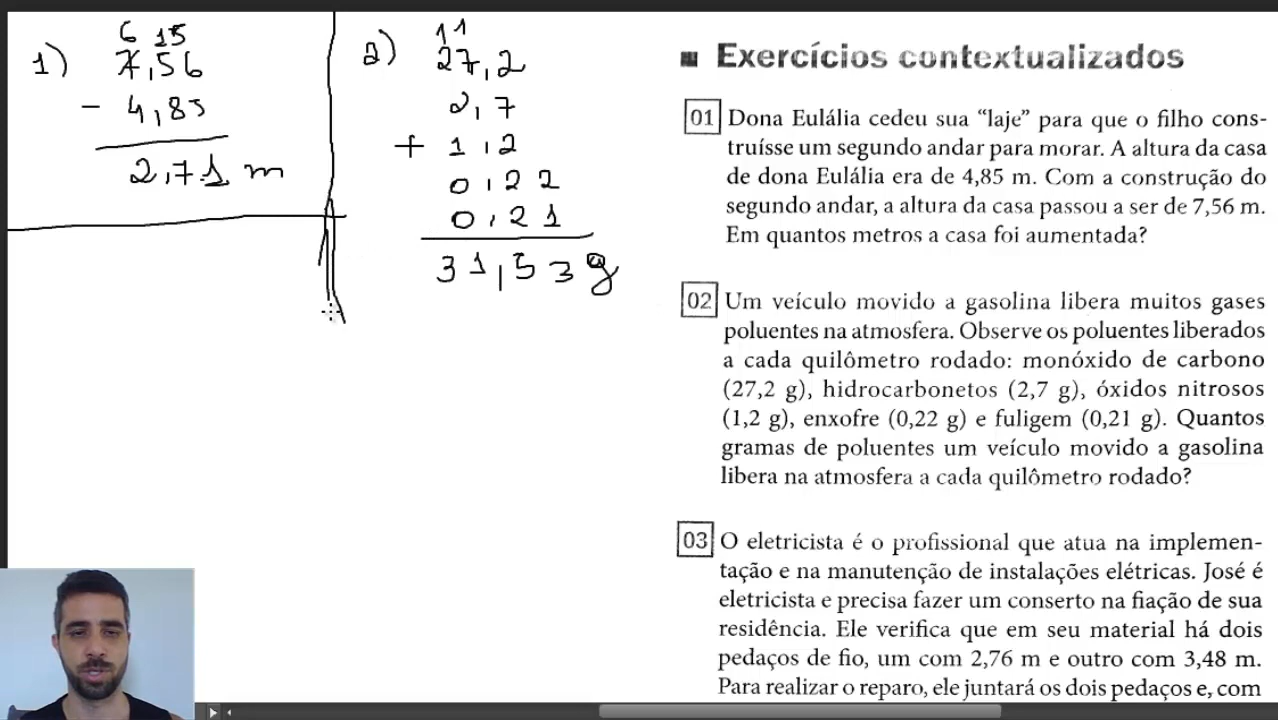 1)
6 15
7,56
- 4,85
2,71 m
2)
1 1
27,2
2,7
+ 1,2
0,22
0,21
31,53 g
Exercícios contextualizados
01 Dona Eulália cedeu sua “laje” para que o filho cons-
truísse um segundo andar para morar. A altura da casa
de dona Eulália era de 4,85 m. Com a construção do
segundo andar, a altura da casa passou a ser de 7,56 m.
Em quantos metros a casa foi aumentada?
02 Um veículo movido a gasolina libera muitos gases
poluentes na atmosfera. Observe os poluentes liberados
a cada quilômetro rodado: monóxido de carbono
(27,2 g), hidrocarbonetos (2,7 g), óxidos nitrosos
(1,2 g), enxofre (0,22 g) e fuligem (0,21 g). Quantos
gramas de poluentes um veículo movido a gasolina
libera na atmosfera a cada quilômetro rodado?
03 O eletricista é o profissional que atua na implemen-
tação e na manutenção de instalações elétricas. José é
eletricista e precisa fazer um conserto na fiação de sua
residência. Ele verifica que em seu material há dois
pedaços de fio, um com 2,76 m e outro com 3,48 m.
Para realizar o reparo, ele juntará os dois pedaços e, com